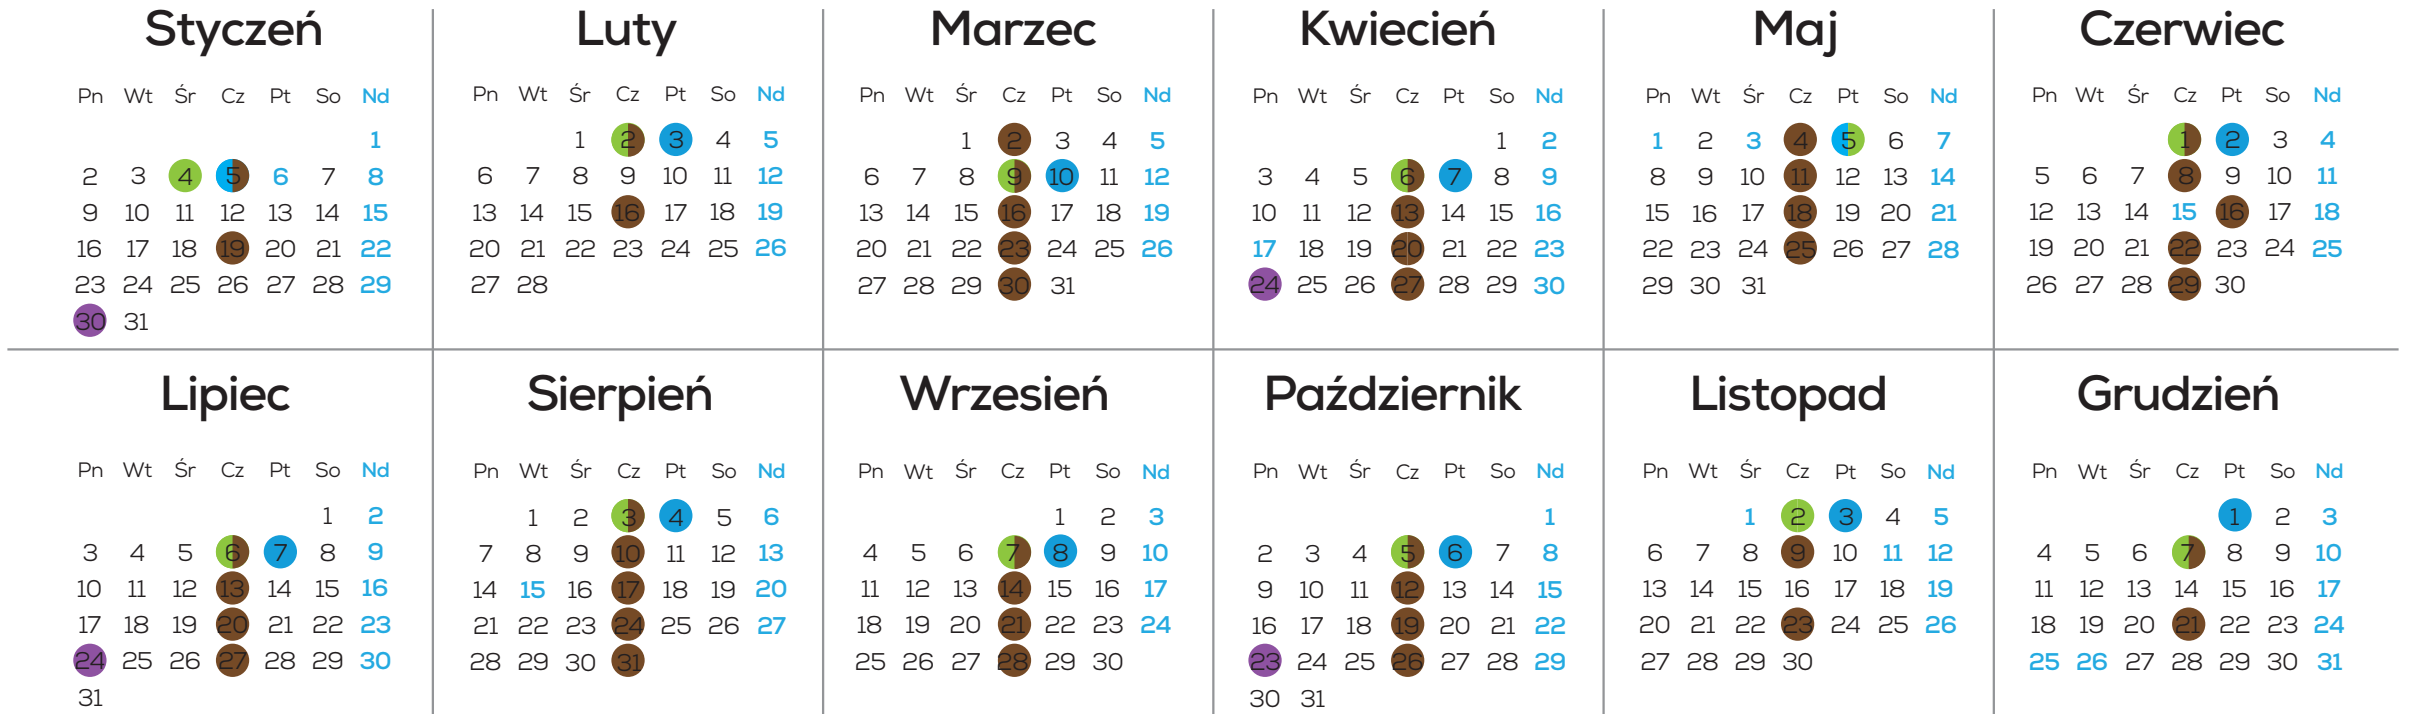 Styczeń
Pn Wt Śr Cz Pt So Nd
1
2 3 4 5 6 7 8
9 10 11 12 13 14 15
16 17 18 19 20 21 22
23 24 25 26 27 28 29
30 31
Luty
Pn Wt Śr Cz Pt So Nd
1 2 3 4 5
6 7 8 9 10 11 12
13 14 15 16 17 18 19
20 21 22 23 24 25 26
27 28
Marzec
Pn Wt Śr Cz Pt So Nd
1 2 3 4 5
6 7 8 9 10 11 12
13 14 15 16 17 18 19
20 21 22 23 24 25 26
27 28 29 30 31
Kwiecień
Pn Wt Śr Cz Pt So Nd
1 2
3 4 5 6 7 8 9
10 11 12 13 14 15 16
17 18 19 20 21 22 23
24 25 26 27 28 29 30
Maj
Pn Wt Śr Cz Pt So Nd
1 2 3 4 5 6 7
8 9 10 11 12 13 14
15 16 17 18 19 20 21
22 23 24 25 26 27 28
29 30 31
Czerwiec
Pn Wt Śr Cz Pt So Nd
1 2 3 4
5 6 7 8 9 10 11
12 13 14 15 16 17 18
19 20 21 22 23 24 25
26 27 28 29 30
Lipiec
Pn Wt Śr Cz Pt So Nd
1 2
3 4 5 6 7 8 9
10 11 12 13 14 15 16
17 18 19 20 21 22 23
24 25 26 27 28 29 30
31
Sierpień
Pn Wt Śr Cz Pt So Nd
1 2 3 4 5 6
7 8 9 10 11 12 13
14 15 16 17 18 19 20
21 22 23 24 25 26 27
28 29 30 31
Wrzesień
Pn Wt Śr Cz Pt So Nd
1 2 3
4 5 6 7 8 9 10
11 12 13 14 15 16 17
18 19 20 21 22 23 24
25 26 27 28 29 30
Październik
Pn Wt Śr Cz Pt So Nd
1
2 3 4 5 6 7 8
9 10 11 12 13 14 15
16 17 18 19 20 21 22
23 24 25 26 27 28 29
30 31
Listopad
Pn Wt Śr Cz Pt So Nd
1 2 3 4 5
6 7 8 9 10 11 12
13 14 15 16 17 18 19
20 21 22 23 24 25 26
27 28 29 30
Grudzień
Pn Wt Śr Cz Pt So Nd
1 2 3
4 5 6 7 8 9 10
11 12 13 14 15 16 17
18 19 20 21 22 23 24
25 26 27 28 29 30 31